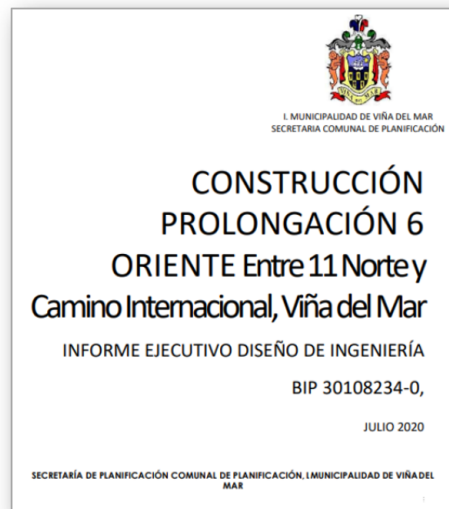 I. MUNICIPALIDAD DE VIÑA DEL MAR
SECRETARIA COMUNAL DE PLANIFICACIÓN
CONSTRUCCIÓN
PROLONGACIÓN 6
ORIENTE Entre 11 Norte y
Camino Internacional, Viña del Mar
INFORME EJECUTIVO DISEÑO DE INGENIERÍA
BIP 30108234-0,
JULIO 2020
SECRETARÍA DE PLANIFICACIÓN COMUNAL DE PLANIFICACIÓN, I.MUNICIPALIDAD DE VIÑA DEL
MAR